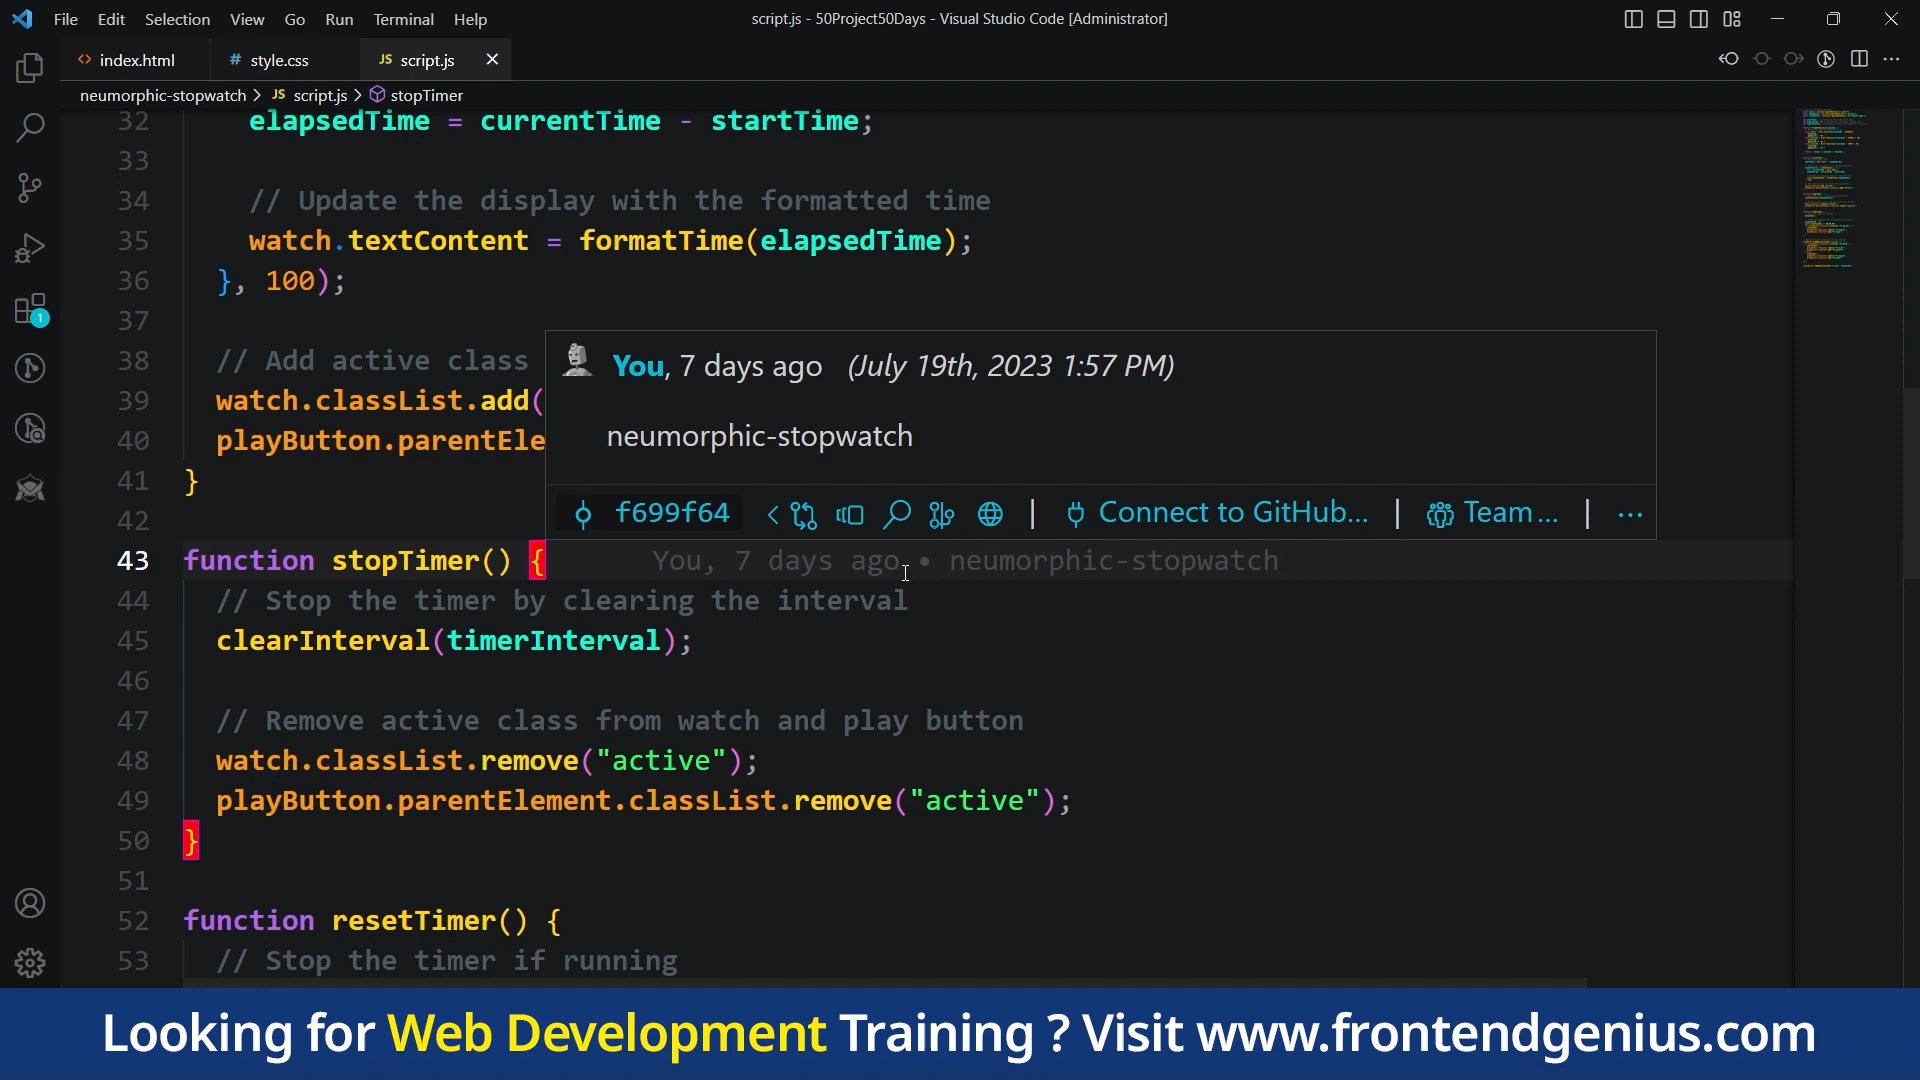 File Edit Selection View Go Run Terminal Help
script.js - 50Project50Days - Visual Studio Code [Administrator]
<> index.html
# style.css
JS script.js
neumorphic-stopwatch > JS script.js > stopTimer
32 elapsedTime = currentTime - startTime;
33
34 // Update the display with the formatted time
35 watch.textContent = formatTime(elapsedTime);
36 }, 100);
37
38 // Add active class
39 watch.classList.add(
40 playButton.parentEle
41 }
42
You, 7 days ago (July 19th, 2023 1:57 PM)
neumorphic-stopwatch
f699f64 | Connect to GitHub... | Team... | ...
43 function stopTimer() { You, 7 days ago • neumorphic-stopwatch
44 // Stop the timer by clearing the interval
45 clearInterval(timerInterval);
46
47 // Remove active class from watch and play button
48 watch.classList.remove("active");
49 playButton.parentElement.classList.remove("active");
50 }
51
52 function resetTimer() {
53 // Stop the timer if running
1
Looking for Web Development Training ? Visit www.frontendgenius.com